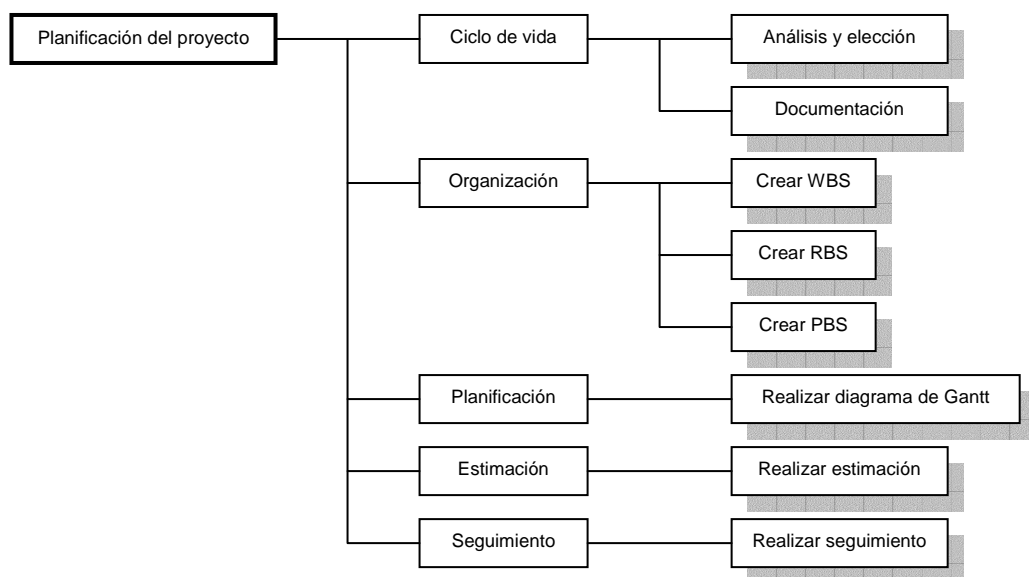 Planificación del proyecto
Ciclo de vida
Análisis y elección
Documentación
Organización
Crear WBS
Crear RBS
Crear PBS
Planificación
Realizar diagrama de Gantt
Estimación
Realizar estimación
Seguimiento
Realizar seguimiento